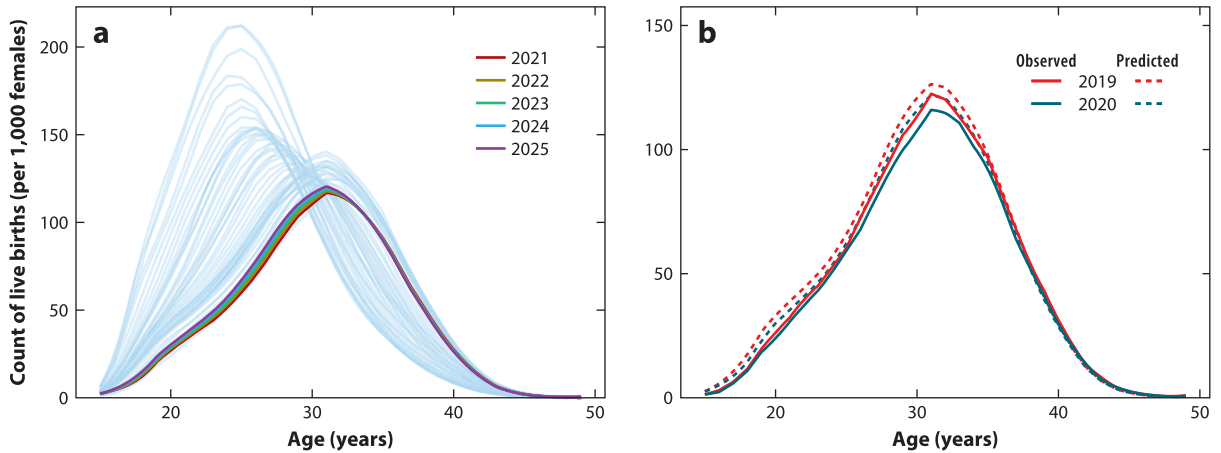 a
Count of live births (per 1,000 females)
200
150
100
50
0
20 30 40 50
Age (years)
2021
2022
2023
2024
2025
b
150
100
50
0
20 30 40 50
Age (years)
Observed Predicted
2019
2020